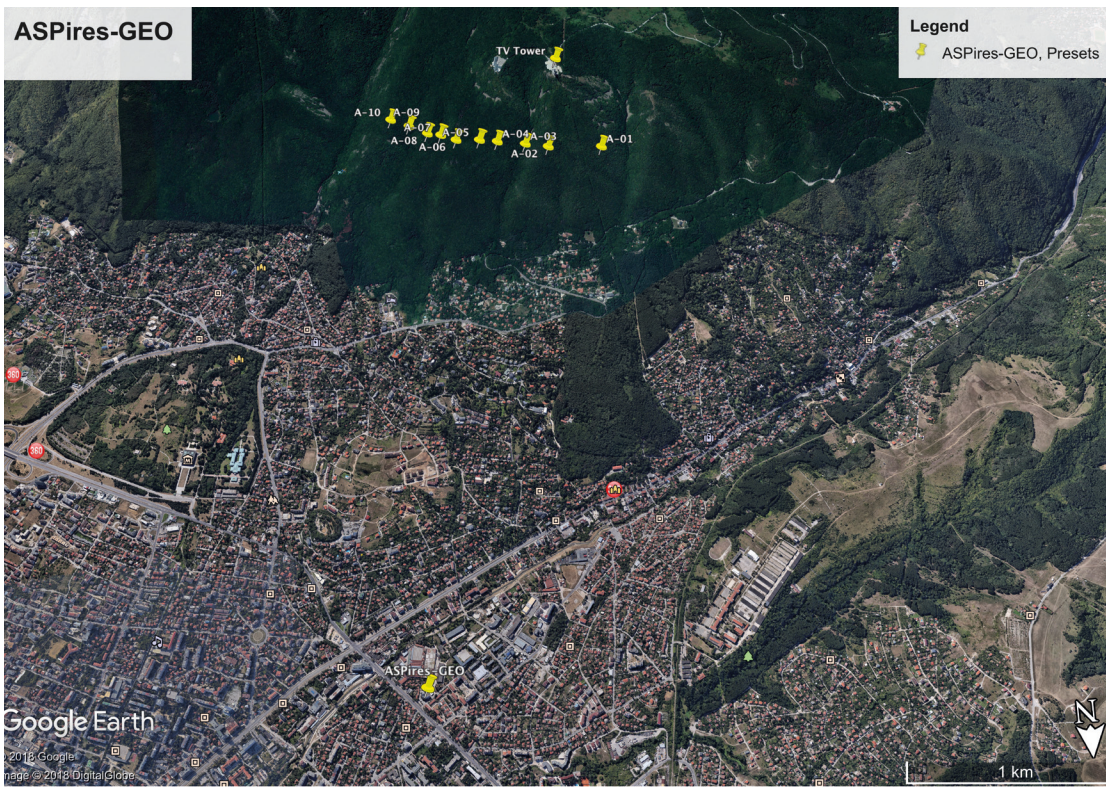 ASPires-GEO
Legend
ASPires-GEO, Presets
TV Tower
A-10
A-09
A-07
A-05
A-08
A-06
A-04
A-03
A-02
A-01
360
360
ASPires-GEO
Google Earth
2018 Google
mage © 2018 DigitalGlobe
N
1 km